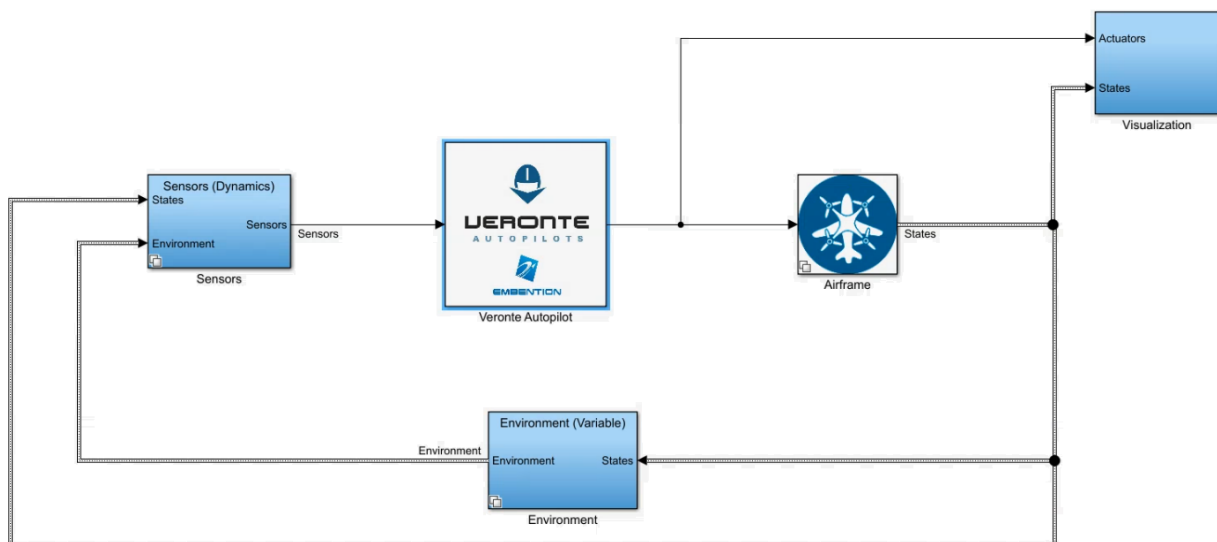 Actuators
States
Visualization
Sensors (Dynamics)
States
Sensors
Environment
Sensors
Sensors
VERONTE
AUTOPILOTS
EMBENTION
Veronte Autopilot
States
Airframe
Environment (Variable)
Environment
Environment
States
Environment